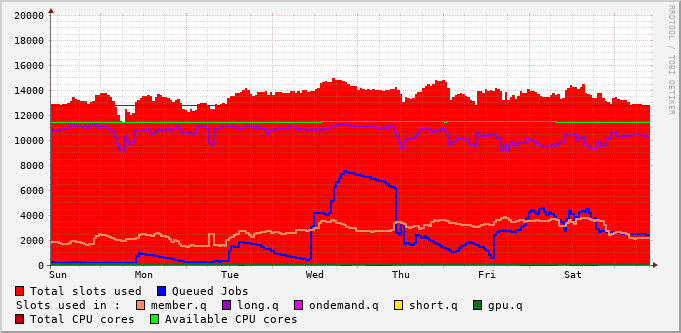 20000
18000
16000
14000
12000
10000
8000
6000
4000
2000
0
Sun Mon Tue Wed Thu Fri Sat
RRDTOOL / TOBI OETIKER
Total slots used Queued Jobs
Slots used in : member.q long.q ondemand.q short.q gpu.q
Total CPU cores Available CPU cores